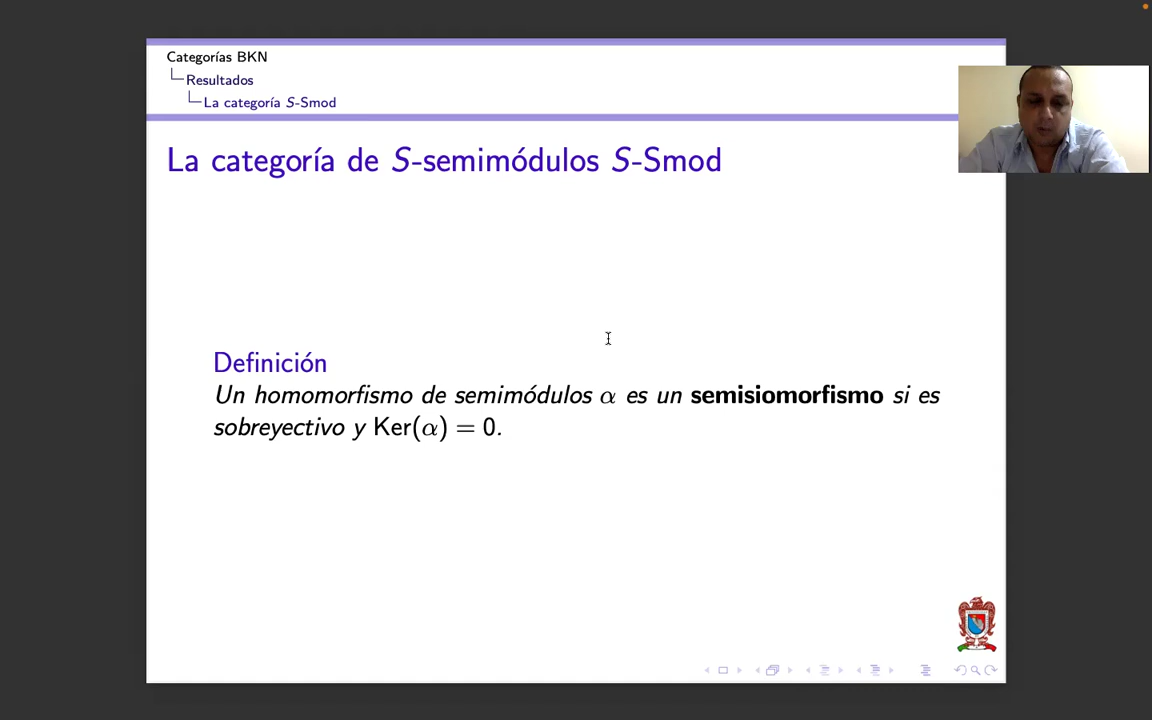 Categorías BKN
Resultados
La categoría S-Smod
La categoría de S-semimódulos S-Smod
Definición
Un homomorfismo de semimódulos α es un semisiomorfismo si es
sobreyectivo y Ker(α) = 0.